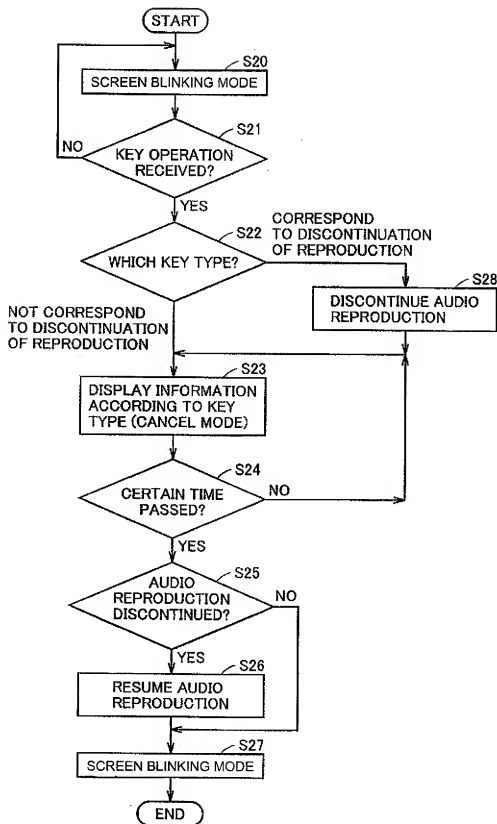 START
S20
SCREEN BLINKING MODE
S21
KEY OPERATION
RECEIVED?
NO
YES
S22
WHICH KEY TYPE?
CORRESPOND
TO DISCONTINUATION
OF REPRODUCTION
S28
DISCONTINUE AUDIO
REPRODUCTION
NOT CORRESPOND
TO DISCONTINUATION
OF REPRODUCTION
S23
DISPLAY INFORMATION
ACCORDING TO KEY
TYPE (CANCEL MODE)
S24
CERTAIN TIME
PASSED?
NO
YES
S25
AUDIO
REPRODUCTION
DISCONTINUED?
NO
YES
S26
RESUME AUDIO
REPRODUCTION
S27
SCREEN BLINKING MODE
END